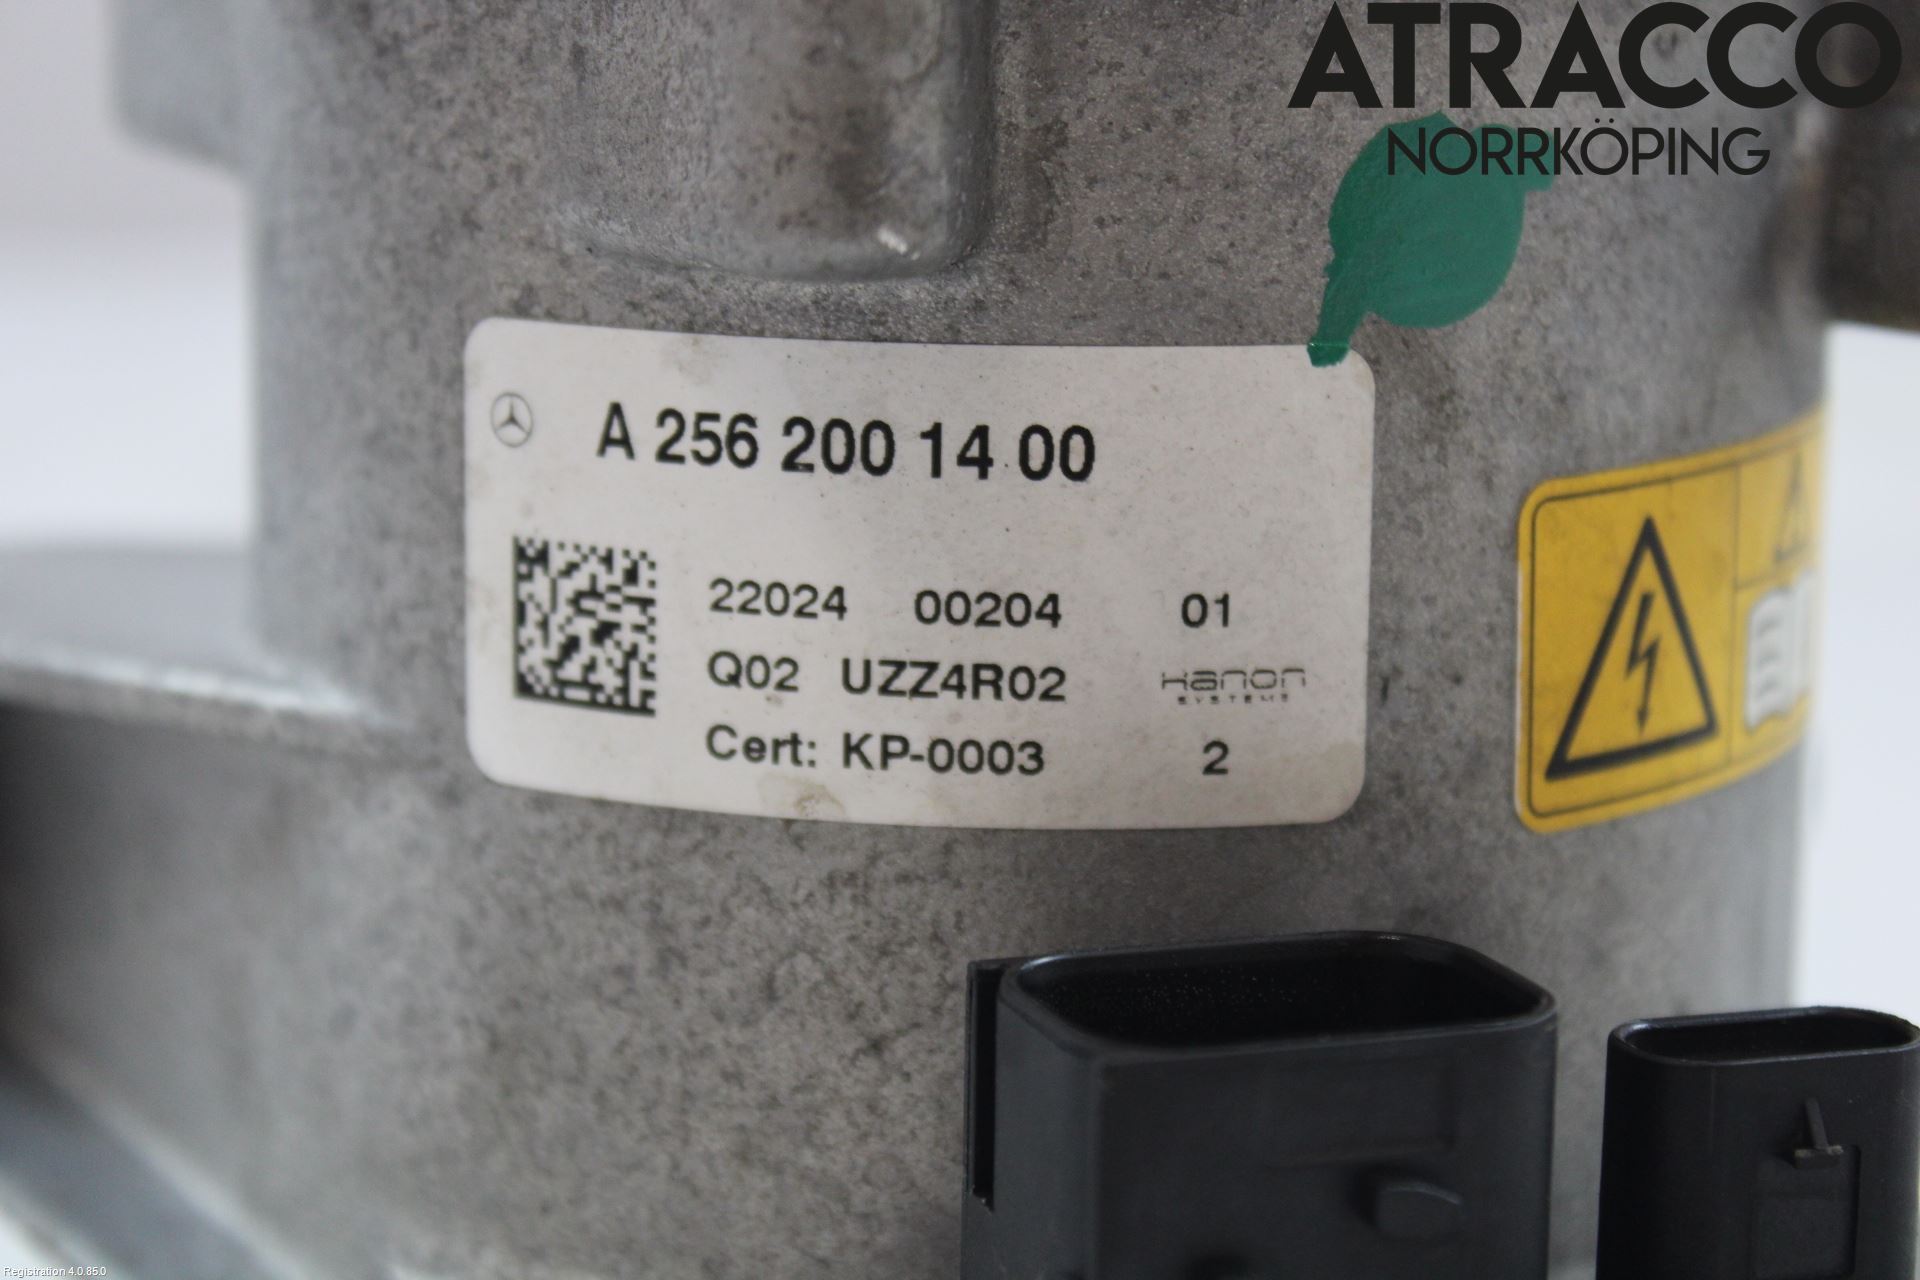 ATRACCO
NORRKÖPING
A 256 200 14 00
22024 00204 01
Q02 UZZ4R02 Hanon
SYSTEMS
Cert: KP-0003 2
Registration 4.0.85.0